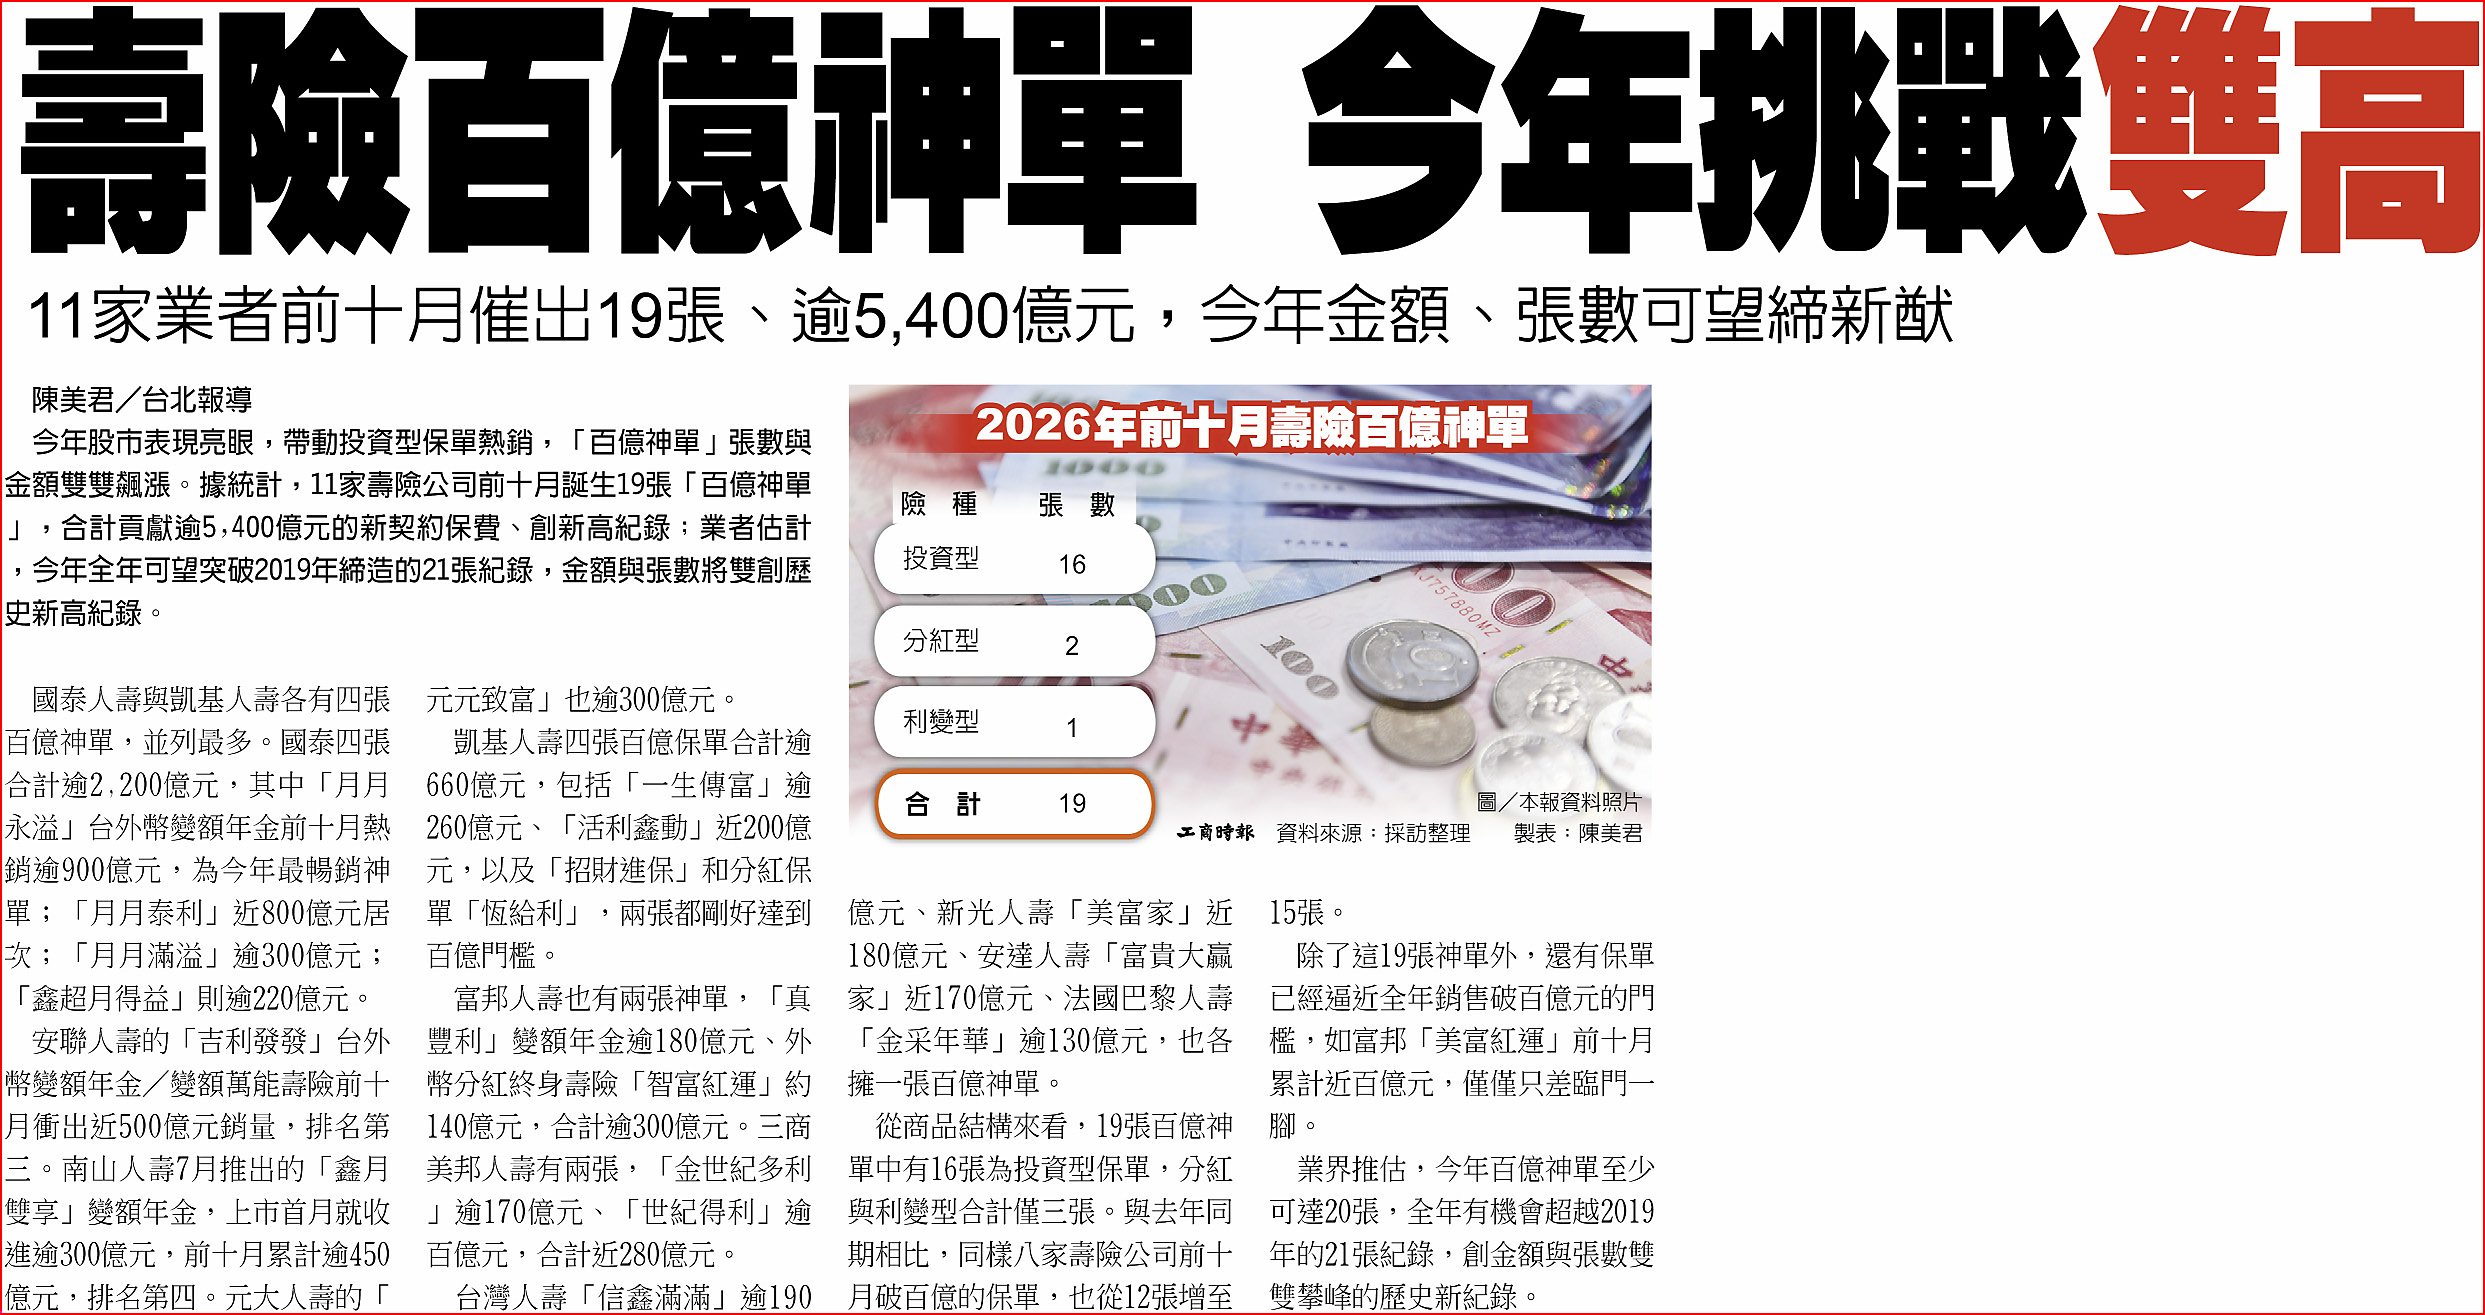 壽險百億神單 今年挑戰雙高
11家業者前十月催出19張、逾5,400億元，今年金額、張數可望締新猷
陳美君／台北報導
今年股市表現亮眼，帶動投資型保單熱銷，「百億神單」張數與
金額雙雙飆漲。據統計，11家壽險公司前十月誕生19張「百億神單
」，合計貢獻逾5,400億元的新契約保費、創新高紀錄；業者估計
，今年全年可望突破2019年締造的21張紀錄，金額與張數將雙創歷
史新高紀錄。
國泰人壽與凱基人壽各有四張
百億神單，並列最多。國泰四張
合計逾2,200億元，其中「月月
永溢」台外幣變額年金前十月熱
銷逾900億元，為今年最暢銷神
單；「月月泰利」近800億元居
次；「月月滿溢」逾300億元；
「鑫超月得益」則逾220億元。
安聯人壽的「吉利發發」台外
幣變額年金／變額萬能壽險前十
月衝出近500億元銷量，排名第
三。南山人壽7月推出的「鑫月
雙享」變額年金，上市首月就收
進逾300億元，前十月累計逾450
億元，排名第四。元大人壽的「
元元致富」也逾300億元。
凱基人壽四張百億保單合計逾
660億元，包括「一生傳富」逾
260億元、「活利鑫動」近200億
元，以及「招財進保」和分紅保
單「恆給利」，兩張都剛好達到
百億門檻。
富邦人壽也有兩張神單，「真
豐利」變額年金逾180億元、外
幣分紅終身壽險「智富紅運」約
140億元，合計逾300億元。三商
美邦人壽有兩張，「金世紀多利
」逾170億元、「世紀得利」逾
百億元，合計近280億元。
台灣人壽「信鑫滿滿」逾190
2026年前十月壽險百億神單
險種 張數
投資型 16
分紅型 2
利變型 1
合計 19
圖／本報資料照片
工商時報 資料來源：採訪整理 製表：陳美君
億元、新光人壽「美富家」近
180億元、安達人壽「富貴大贏
家」近170億元、法國巴黎人壽
「金采年華」逾130億元，也各
擁一張百億神單。
從商品結構來看，19張百億神
單中有16張為投資型保單，分紅
與利變型合計僅三張。與去年同
期相比，同樣八家壽險公司前十
月破百億的保單，也從12張增至
15張。
除了這19張神單外，還有保單
已經逼近全年銷售破百億元的門
檻，如富邦「美富紅運」前十月
累計近百億元，僅僅只差臨門一
腳。
業界推估，今年百億神單至少
可達20張，全年有機會超越2019
年的21張紀錄，創金額與張數雙
雙攀峰的歷史新紀錄。